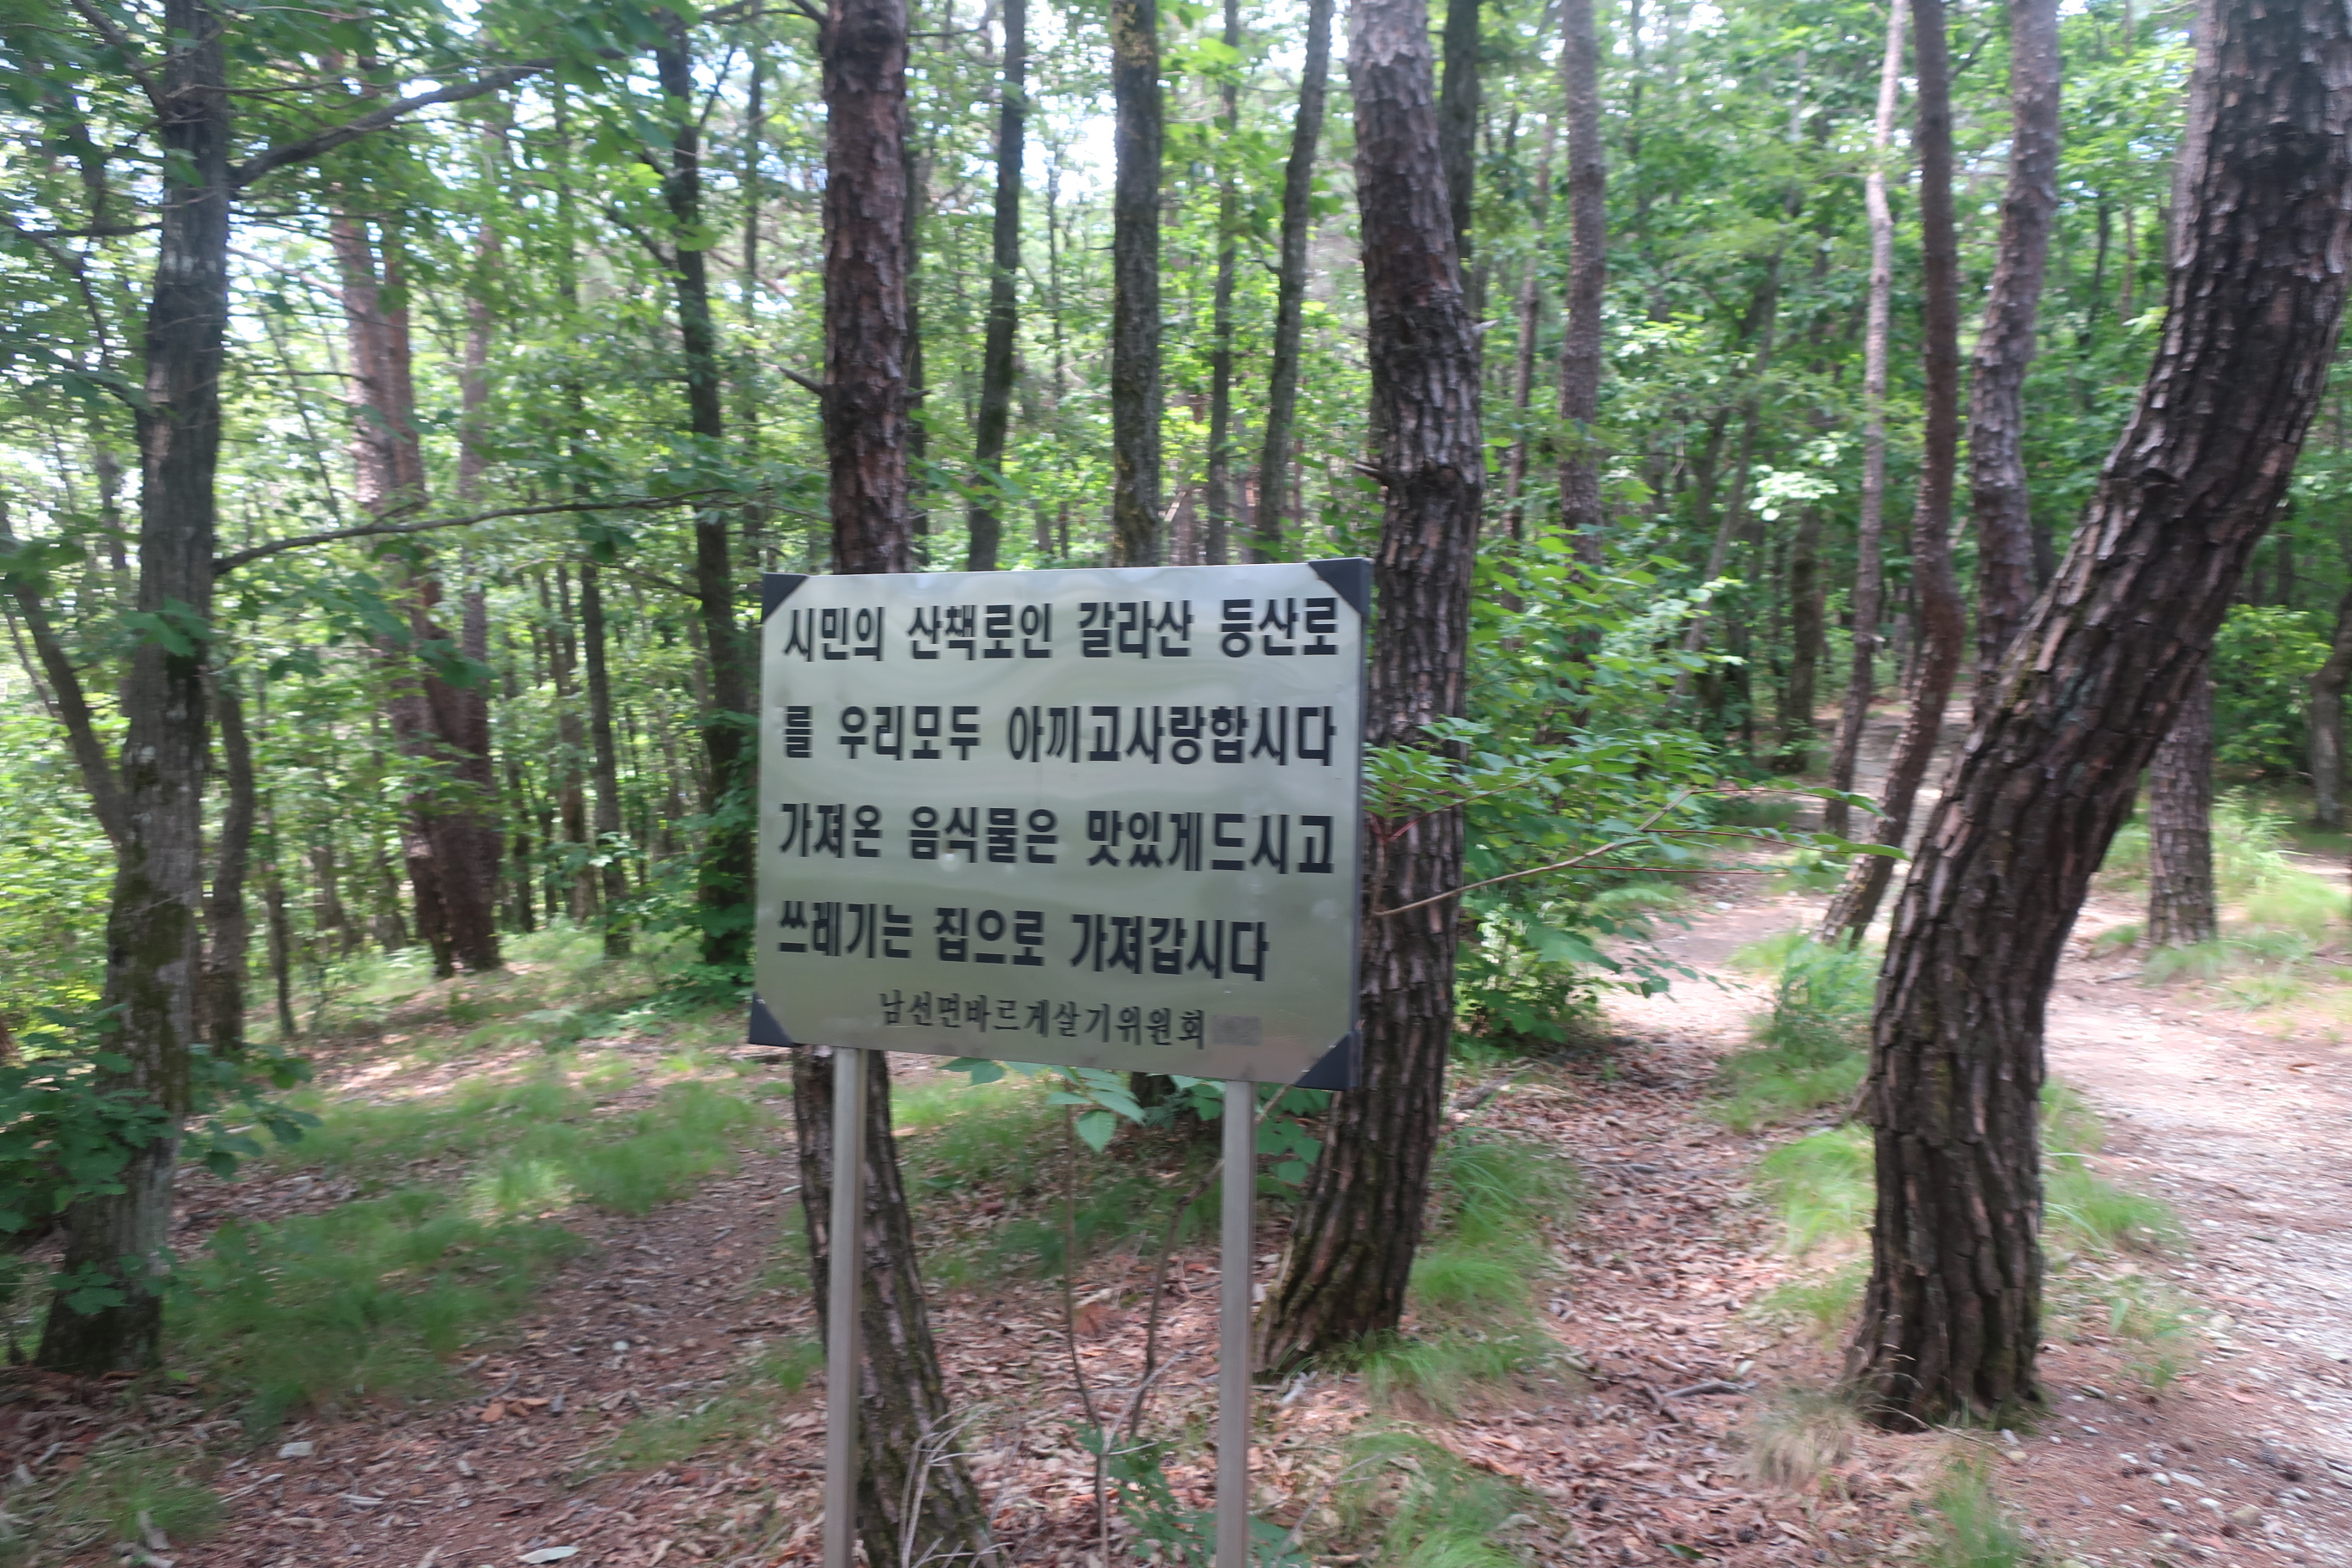 시민의 산책로인 갈라산 등산로
를 우리모두 아끼고사랑합시다
가져온 음식물은 맛있게드시고
쓰레기는 집으로 가져갑시다
남선면바르게살기위원회